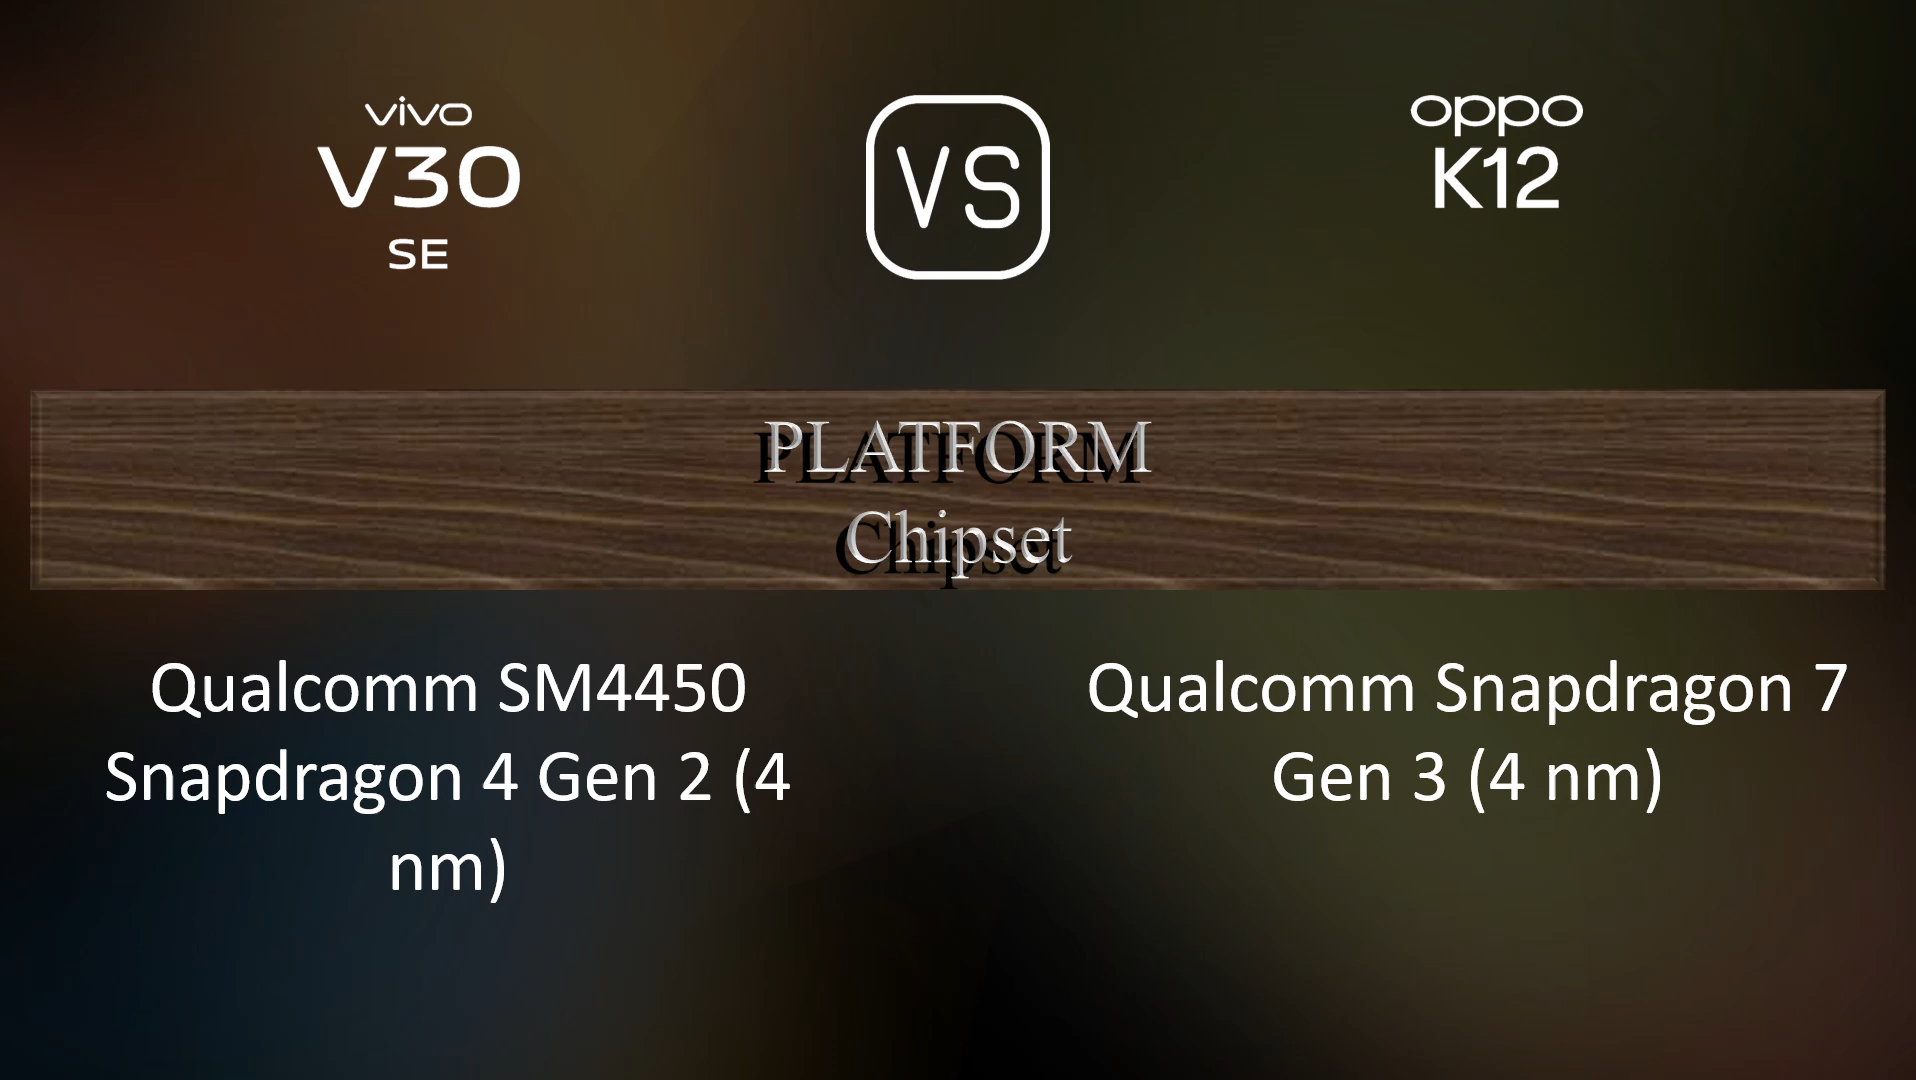 vivo
V30
SE
VS
oppo
K12
PLATFORM
Chipset
Qualcomm SM4450
Snapdragon 4 Gen 2 (4
nm)
Qualcomm Snapdragon 7
Gen 3 (4 nm)